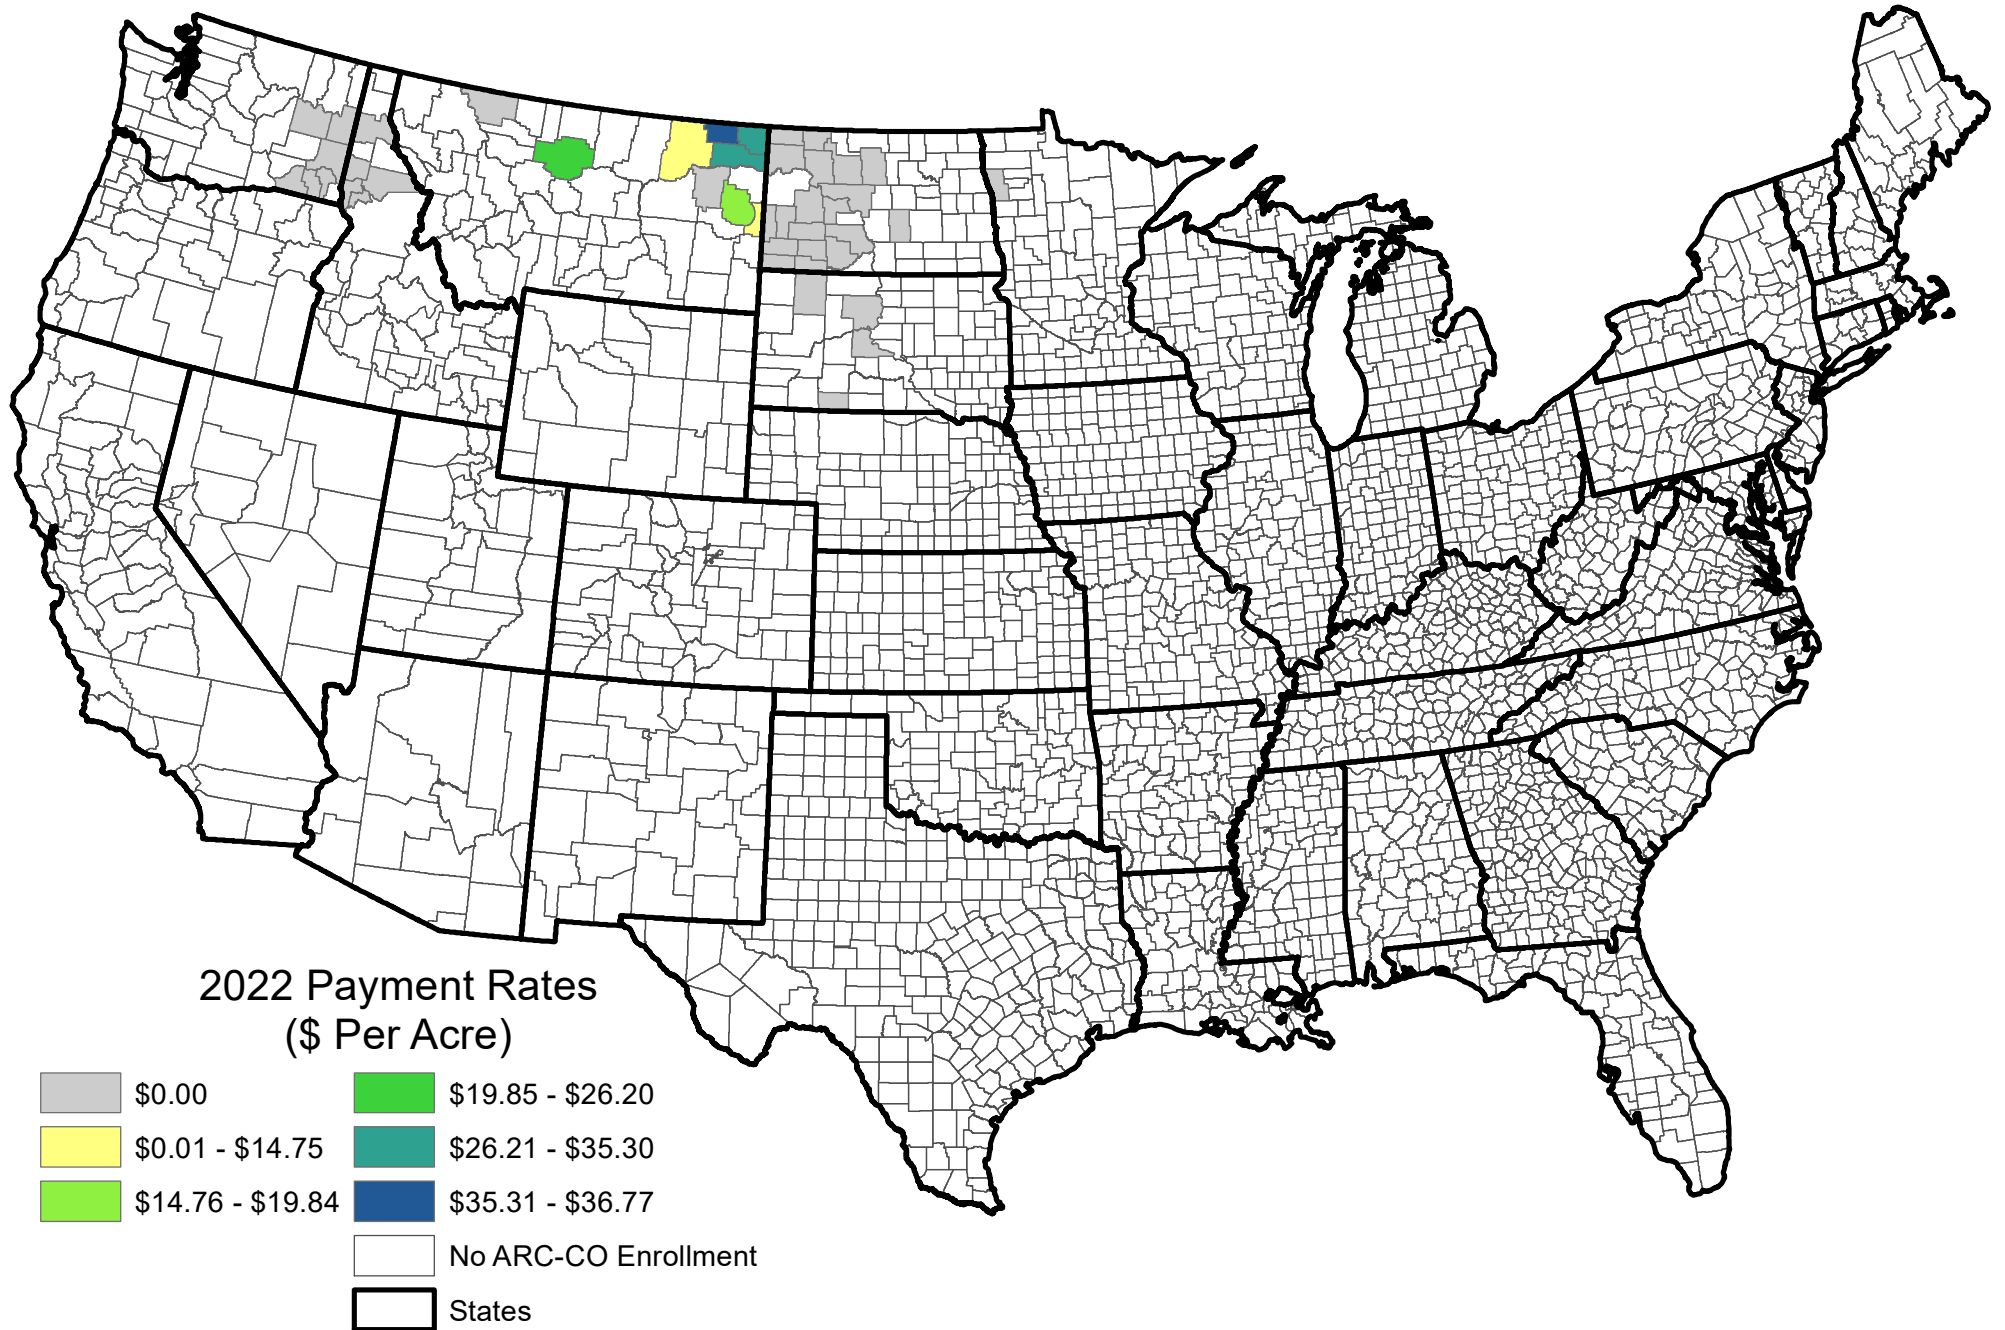 2022 Payment Rates
($ Per Acre)
$0.00
$0.01 - $14.75
$14.76 - $19.84
$19.85 - $26.20
$26.21 - $35.30
$35.31 - $36.77
No ARC-CO Enrollment
States